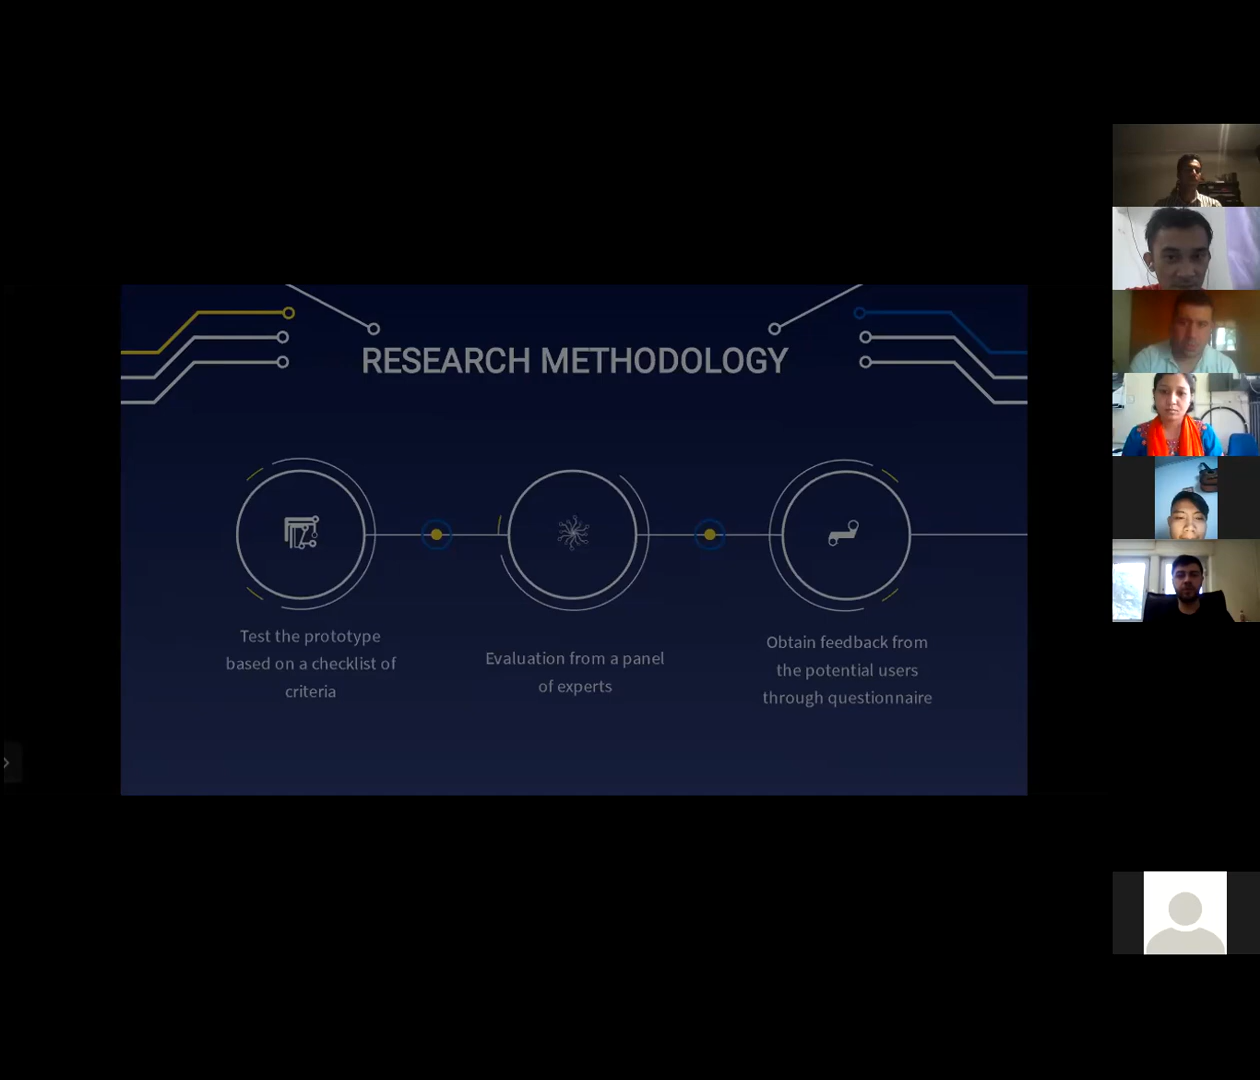 RESEARCH METHODOLOGY
Test the prototype
based on a checklist of
criteria
Evaluation from a panel
of experts
Obtain feedback from
the potential users
through questionnaire